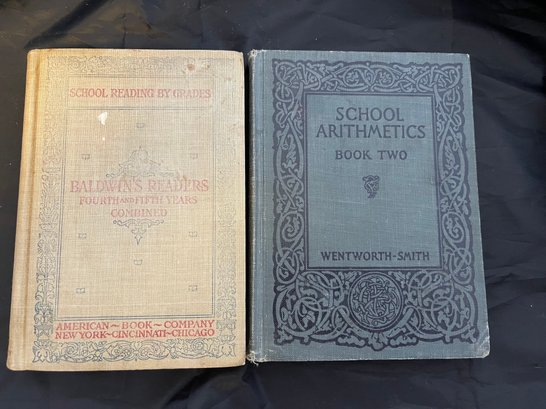 SCHOOL READING BY GRADES
BALDWIN'S READERS
FOURTH AND FIFTH YEARS
COMBINED
AMERICAN~BOOK~COMPANY
NEW YORK~CINCINNATI~CHICAGO
SCHOOL
ARITHMETICS
BOOK TWO
WENTWORTH-SMITH